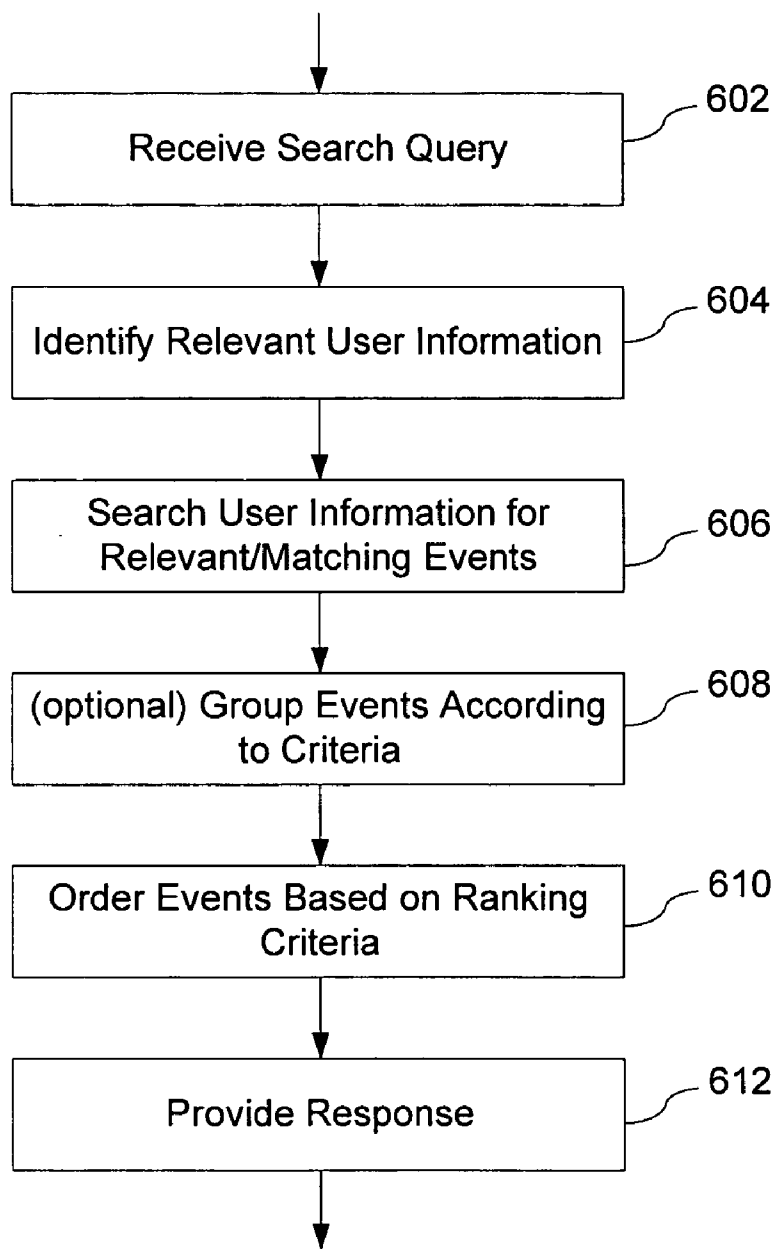 602
Receive Search Query
604
Identify Relevant User Information
Search User Information for
Relevant/Matching Events
606
608
(optional) Group Events According
to Criteria
610
Order Events Based on Ranking
Criteria
612
Provide Response